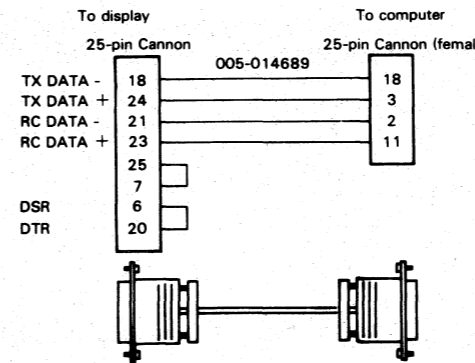 To display To computer
25-pin Cannon 25-pin Cannon (femal
005-014689
TX DATA - 18 18
TX DATA + 24 3
RC DATA - 21 2
RC DATA + 23 11
25
7
DSR 6
DTR 20